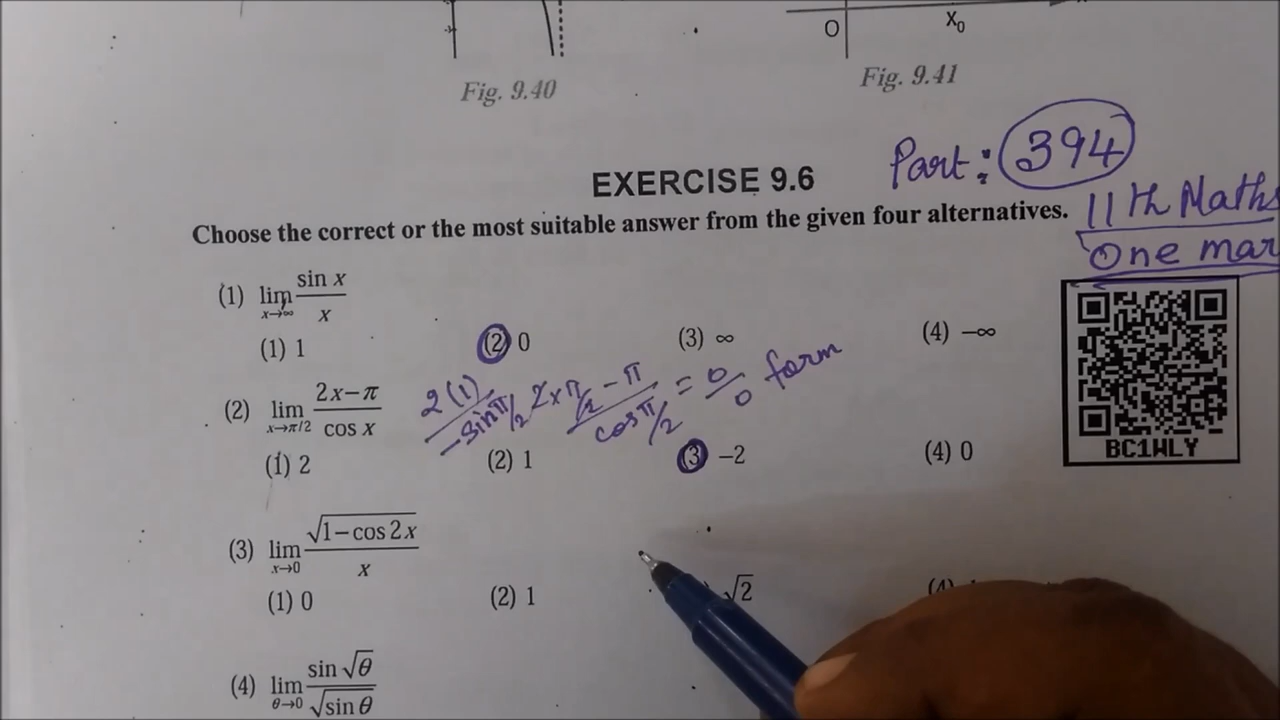 O
X₀
Fig. 9.40
Fig. 9.41
Part: 394
EXERCISE 9.6
11th Maths
Choose the correct or the most suitable answer from the given four alternatives.
One mar
(1) lim x→∞ sin x / x
(1) 1 (2) 0 (3) ∞ (4) −∞
(2) lim x→π/2 2x−π / cos x
2(1) / −sin π/2
2×π/2 − π / cos π/2 = 0/0 form
(1) 2 (2) 1 (3) −2 (4) 0
BC1WLY
(3) lim x→0 √1−cos 2x / x
(1) 0 (2) 1 √2 (4)
(4) lim θ→0 sin √θ / √sin θ